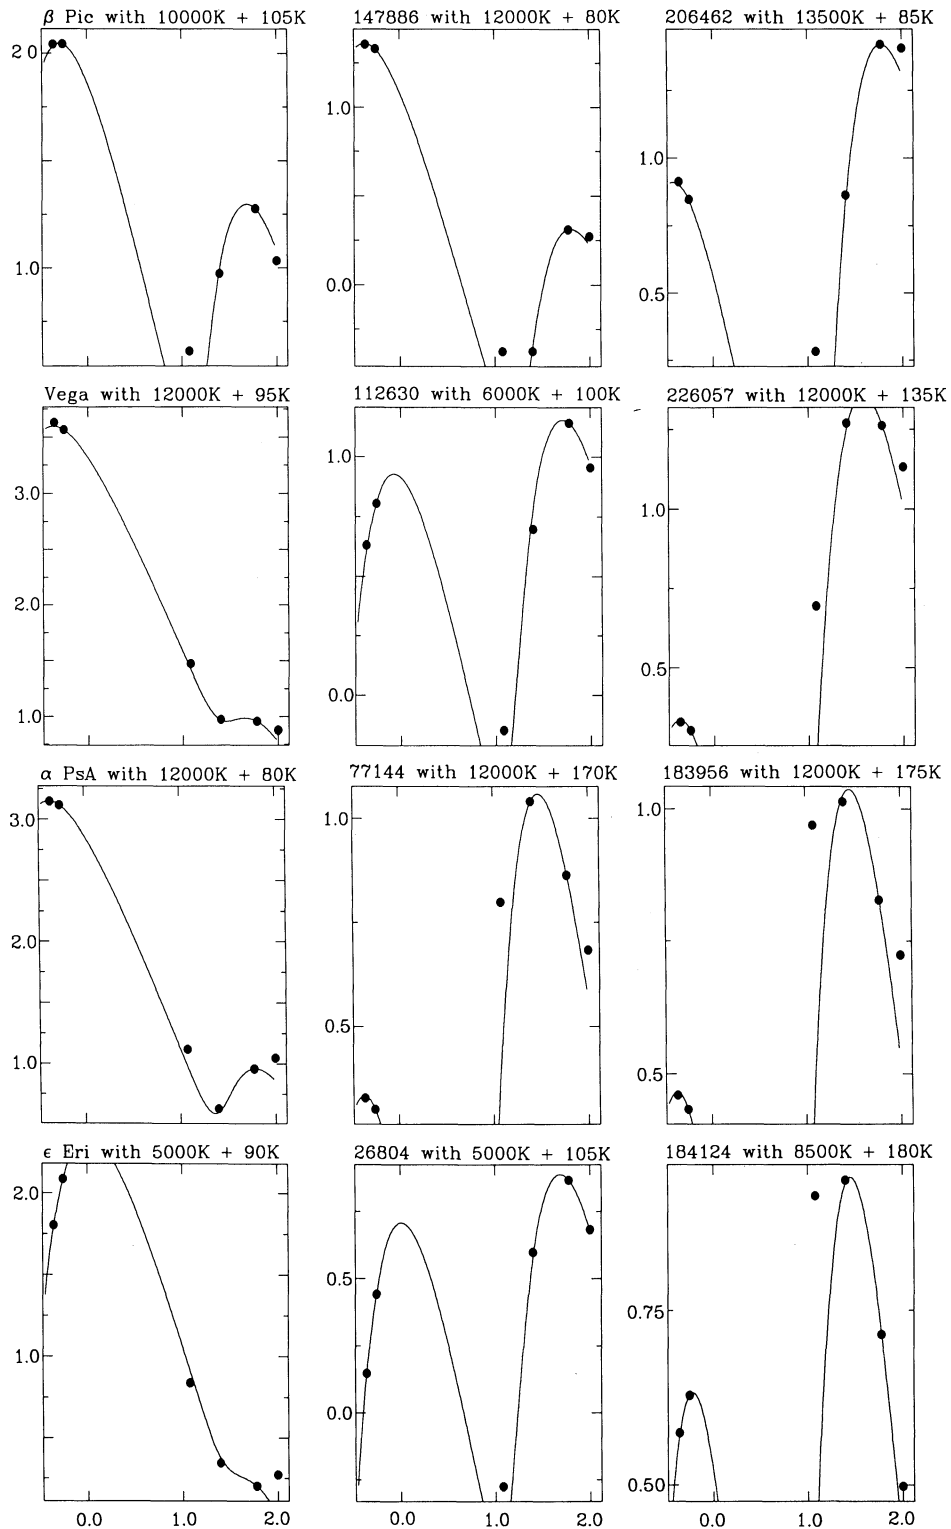 β Pic with 10000K + 105K
147886 with 12000K + 80K
206462 with 13500K + 85K
2.0
1.0
1.0
0.0
1.0
0.5
Vega with 12000K + 95K
112630 with 6000K + 100K
226057 with 12000K + 135K
3.0
2.0
1.0
1.0
0.0
1.0
0.5
α PsA with 12000K + 80K
77144 with 12000K + 170K
183956 with 12000K + 175K
3.0
2.0
1.0
1.0
0.5
1.0
0.5
ϵ Eri with 5000K + 90K
26804 with 5000K + 105K
184124 with 8500K + 180K
2.0
1.0
0.5
0.0
0.75
0.50
0.0 1.0 2.0
0.0 1.0 2.0
0.0 1.0 2.0